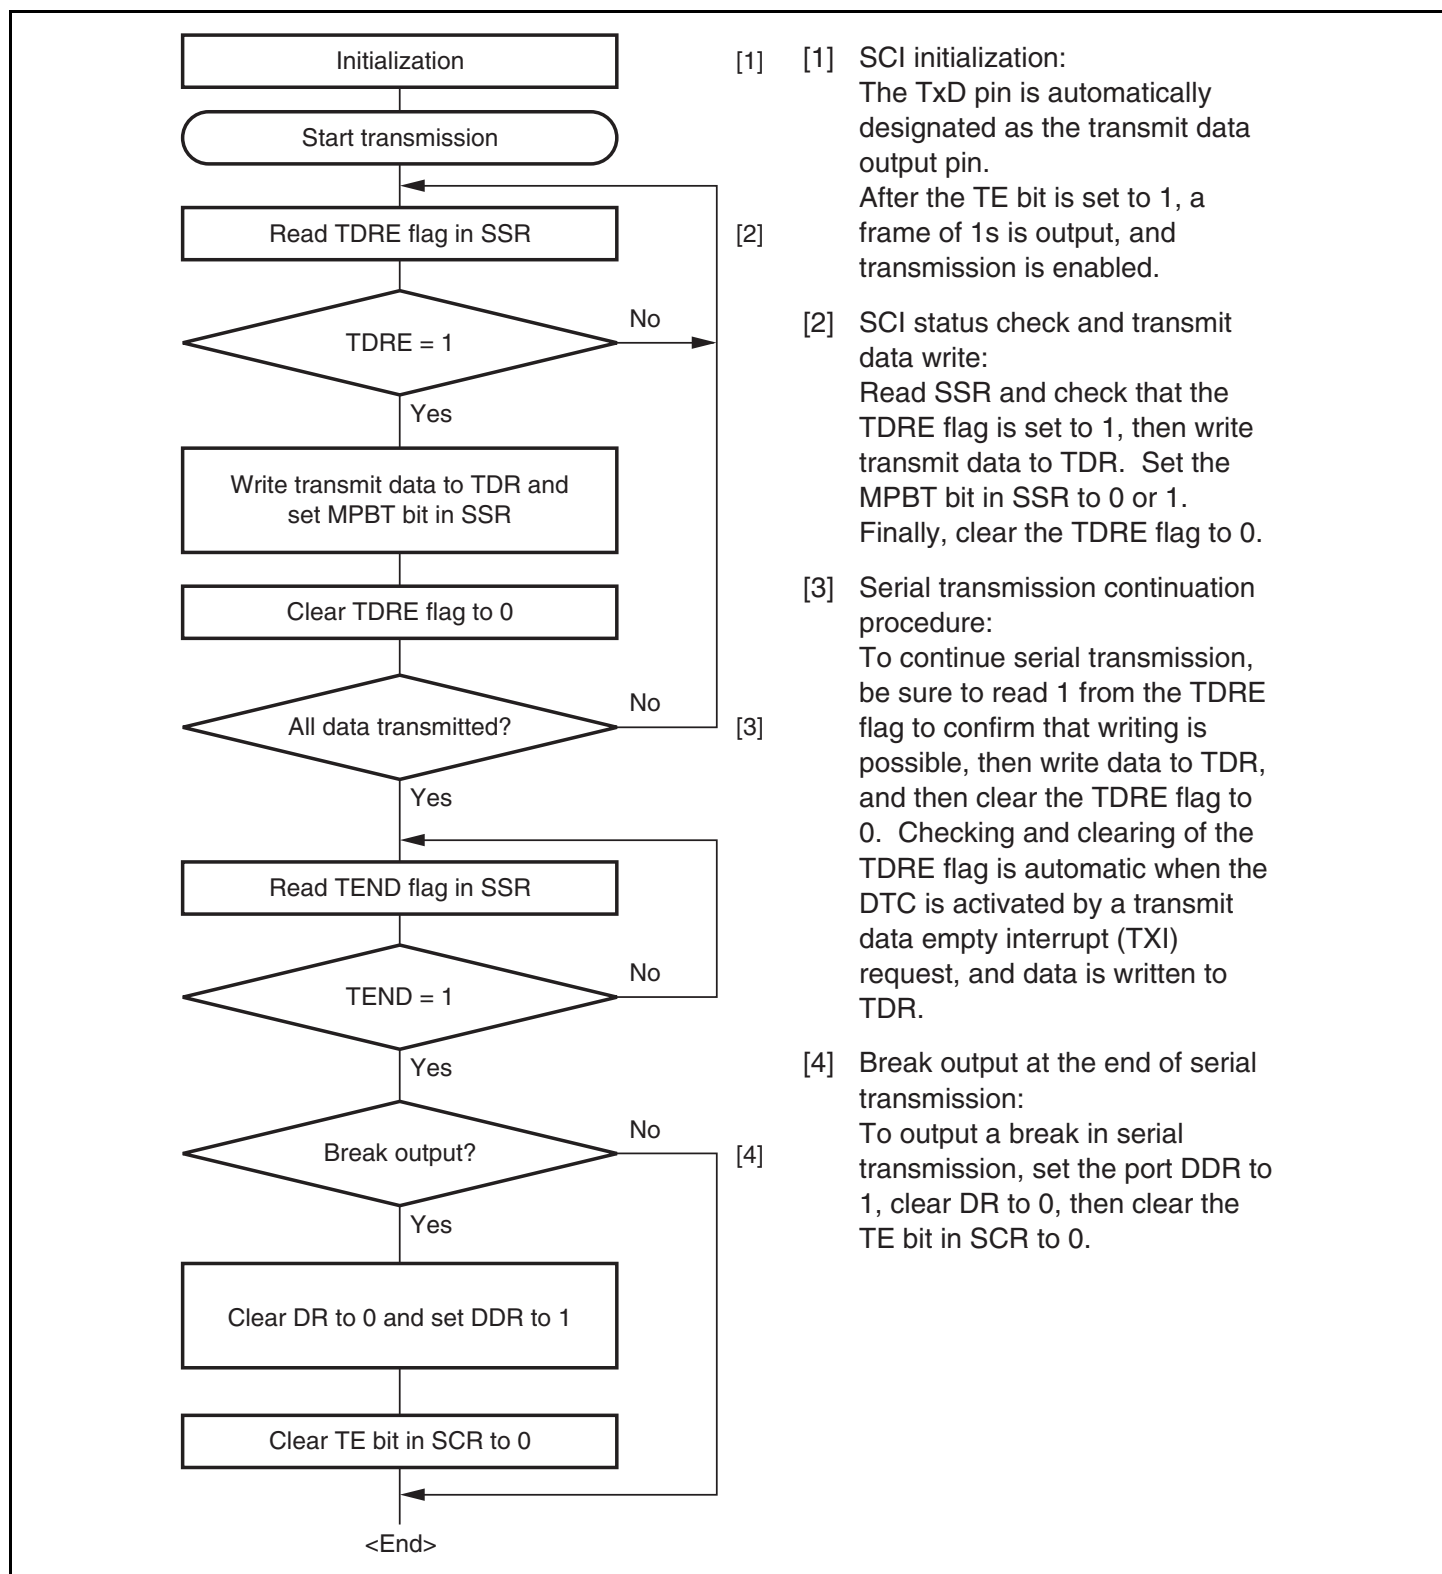 Initialization
[1]
Start transmission
Read TDRE flag in SSR
[2]
TDRE = 1
No
Yes
Write transmit data to TDR and
set MPBT bit in SSR
Clear TDRE flag to 0
All data transmitted?
No
[3]
Yes
Read TEND flag in SSR
TEND = 1
No
Yes
Break output?
No
[4]
Yes
Clear DR to 0 and set DDR to 1
Clear TE bit in SCR to 0
<End>
[1] SCI initialization:
The TxD pin is automatically
designated as the transmit data
output pin.
After the TE bit is set to 1, a
frame of 1s is output, and
transmission is enabled.
[2] SCI status check and transmit
data write:
Read SSR and check that the
TDRE flag is set to 1, then write
transmit data to TDR.  Set the
MPBT bit in SSR to 0 or 1.
Finally, clear the TDRE flag to 0.
[3] Serial transmission continuation
procedure:
To continue serial transmission,
be sure to read 1 from the TDRE
flag to confirm that writing is
possible, then write data to TDR,
and then clear the TDRE flag to
0.  Checking and clearing of the
TDRE flag is automatic when the
DTC is activated by a transmit
data empty interrupt (TXI)
request, and data is written to
TDR.
[4] Break output at the end of serial
transmission:
To output a break in serial
transmission, set the port DDR to
1, clear DR to 0, then clear the
TE bit in SCR to 0.